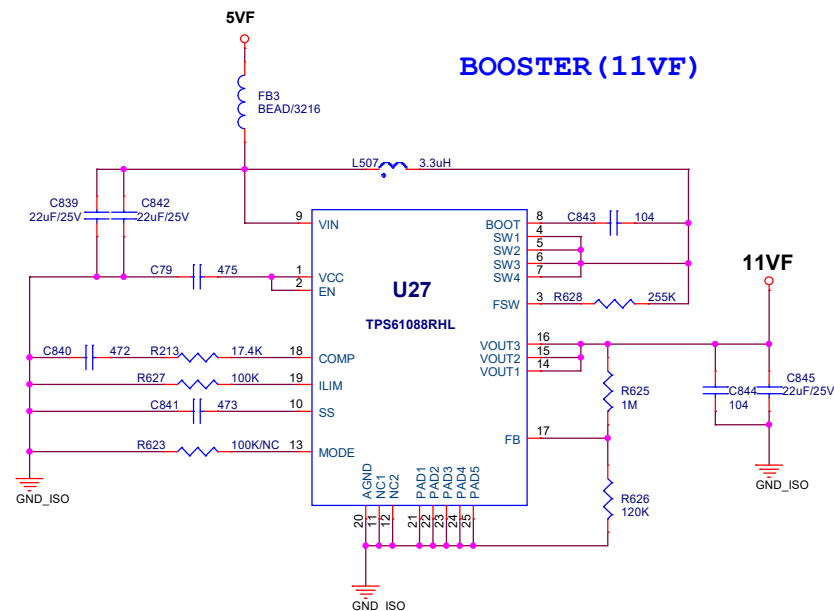 5VF
BOOSTER(11VF)
FB3
BEAD/3216
L507 3.3uH
C839
22uF/25V
C842
22uF/25V
9 VIN
BOOT 8
C843 104
SW1 4
SW2 5
SW3 6
SW4 7
C79 475
1 VCC
2 EN
U27
TPS61088RHL
11VF
FSW 3
R628 255K
C840 472
R213 17.4K
18 COMP
VOUT3 16
VOUT2 15
VOUT1 14
R627 100K
19 ILIM
R625
1M
C844
104
C845
22uF/25V
C841 473
10 SS
FB 17
R623 100K/NC
13 MODE
GND_ISO
GND_ISO
AGND
NC1
NC2
PAD1
PAD2
PAD3
PAD4
PAD5
R626
120K
20
11
12
21
22
23
24
25
GND_ISO